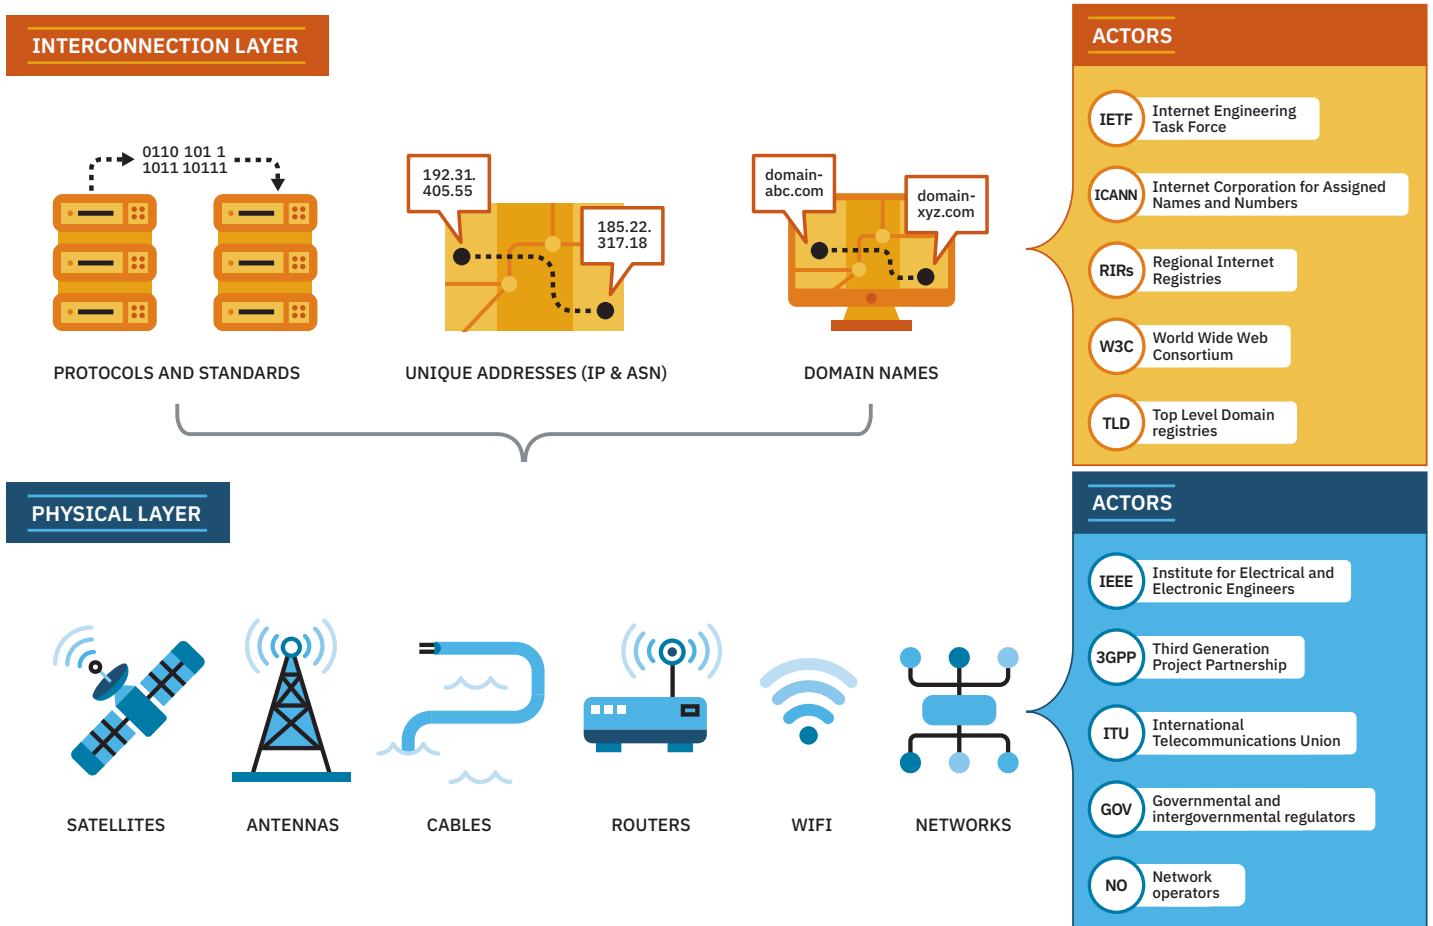 INTERCONNECTION LAYER
0110 101 1
1011 10111
192.31.
405.55
185.22.
317.18
domain-
abc.com
domain-
xyz.com
PROTOCOLS AND STANDARDS
UNIQUE ADDRESSES (IP & ASN)
DOMAIN NAMES
ACTORS
IETF
Internet Engineering
Task Force
ICANN
Internet Corporation for Assigned
Names and Numbers
RIRs
Regional Internet
Registries
W3C
World Wide Web
Consortium
TLD
Top Level Domain
registries
PHYSICAL LAYER
SATELLITES
ANTENNAS
CABLES
ROUTERS
WIFI
NETWORKS
ACTORS
IEEE
Institute for Electrical and
Electronic Engineers
3GPP
Third Generation
Project Partnership
ITU
International
Telecommunications Union
GOV
Governmental and
intergovernmental regulators
NO
Network
operators